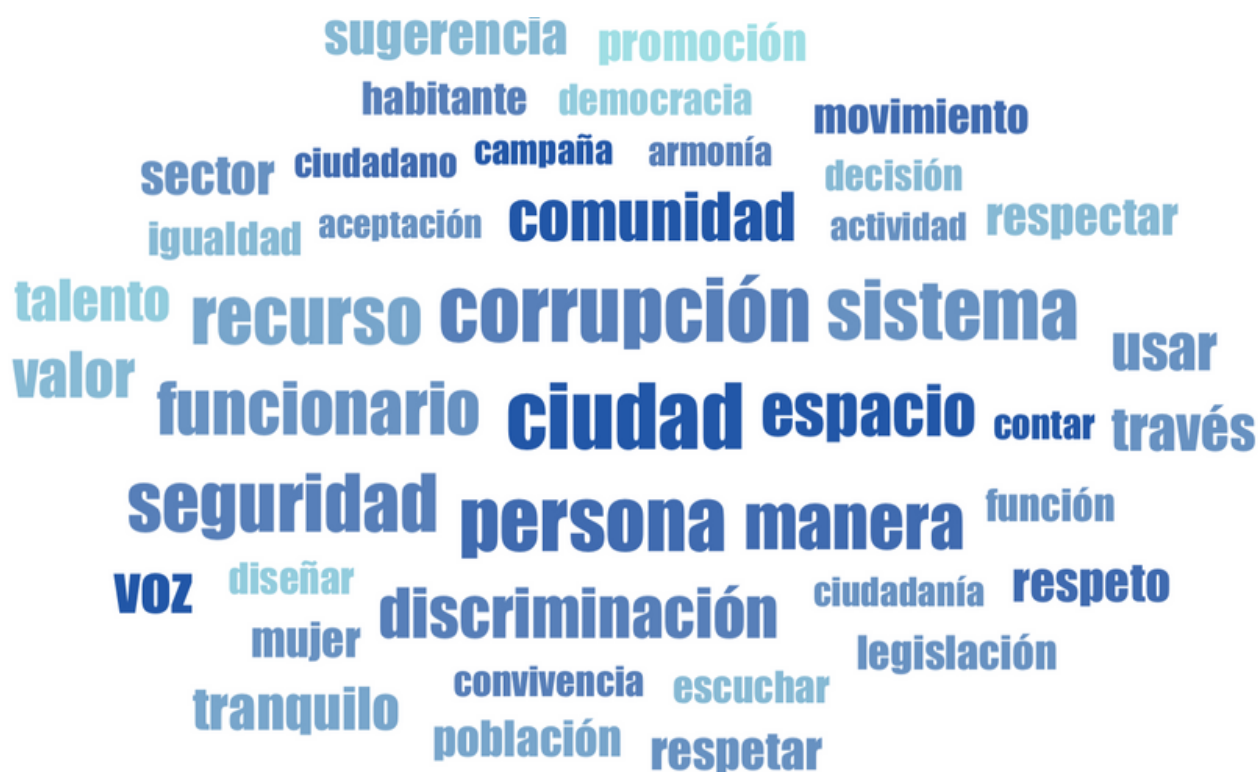 sugerencia promoción
habitante democracia movimiento
sector ciudadano campaña armonía decisión
igualdad aceptación comunidad actividad respectar
talento recurso corrupción sistema
valor usar
funcionario ciudad espacio contar través
seguridad persona manera función
voz diseñar discriminación ciudadanía respeto
mujer legislación
convivencia escuchar
tranquilo población respetar